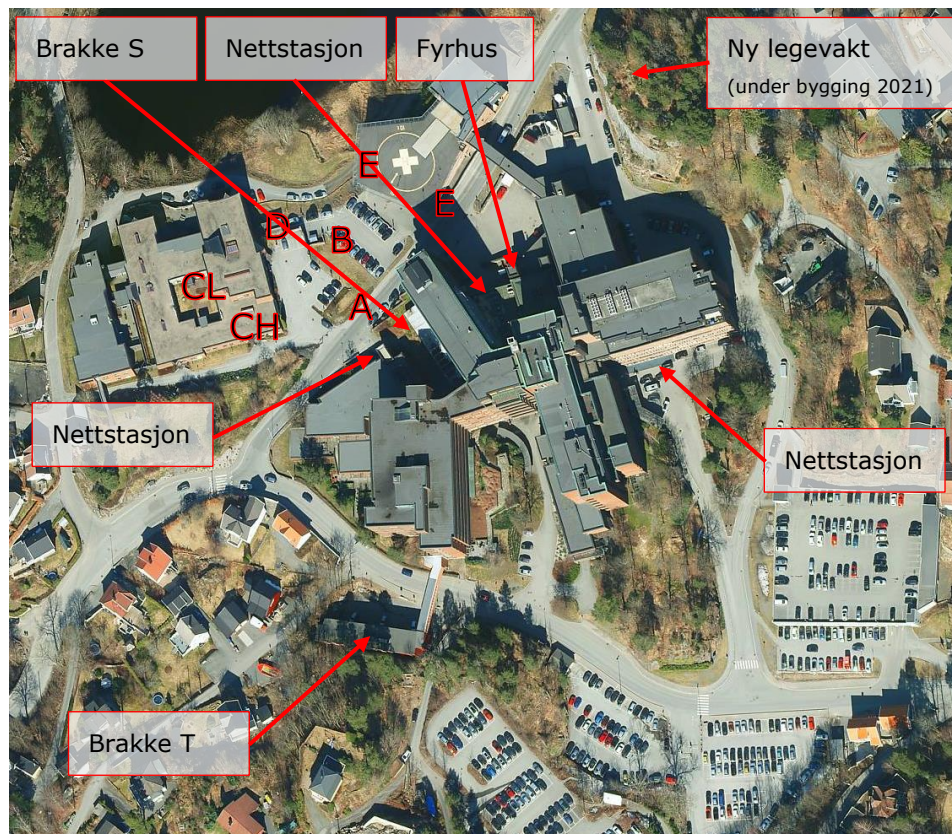 Brakke S
Nettstasjon
Fyrhus
Ny legevakt
(under bygging 2021)
E
E
D
B
CL
A
CH
Nettstasjon
Nettstasjon
Brakke T